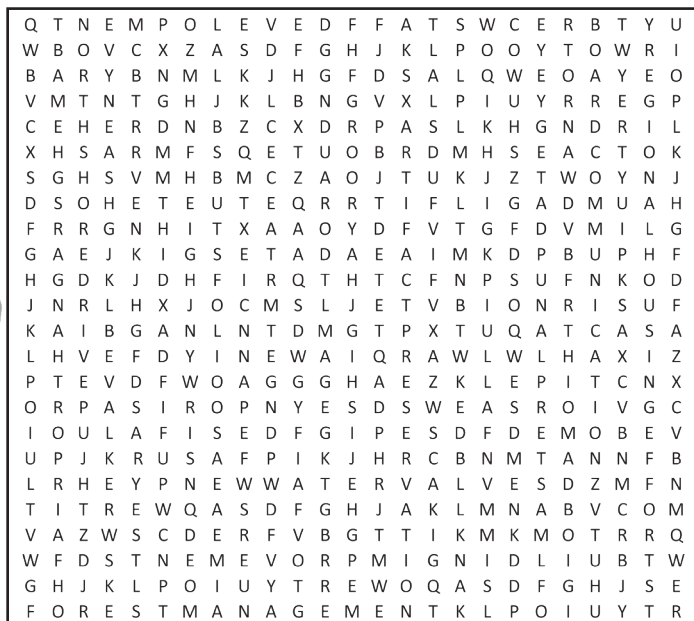 Q T N E M P O L E V E D F F A T S W C E R B T Y U
W B O V C X Z A S D F G H J K L P O O Y T O W R I
B A R Y B N M L K J H G F D S A L Q W E O A Y E O
V M T N T G H J K L B N G V X L P I U Y R R E G P
C E H E R D N B Z C X D R P A S L K H G N D R I L
X H S A R M F S Q E T U O B R D M H S E A C T O K
S G H S V M H B M C Z A O J T U K J Z T W O Y N J
D S O H E T E U T E Q R R T I F L I G A D M U A H
F R R G N H I T X A A O Y D F V T G F D V M I L G
G A E J K I G S E T A D A E A I M K D P B U P H F
H G D K J D H F I R Q T H T C F N P S U F N K O D
J N R L H X J O C M S L J E T V B I O N R I S U F
K A I B G A N L N T D M G T P X T U Q A T C A S A
L H V E F D Y I N E W A I Q R A W L W L H A X I Z
P T E V D F W O A G G G H A E Z K L E P I T C N X
O R P A S I R O P N Y E S D S W E A S R O I V G C
I O U L A F I S E D F G I P E S D F D E M O B E V
U P J K R U S A F P I K J H R C B N M T A N N F B
L R H E Y P N E W W A T E R V A L V E S D Z M F N
T I T R E W Q A S D F G H J A K L M N A B V C O M
V A Z W S C D E R F V B G T T I K M K M O T R R Q
W F D S T N E M E V O R P M I G N I D L I U B T W
G H J K L P O I U Y T R E W O Q A S D F G H J S E
F O R E S T M A N A G E M E N T K L P O I U Y T R